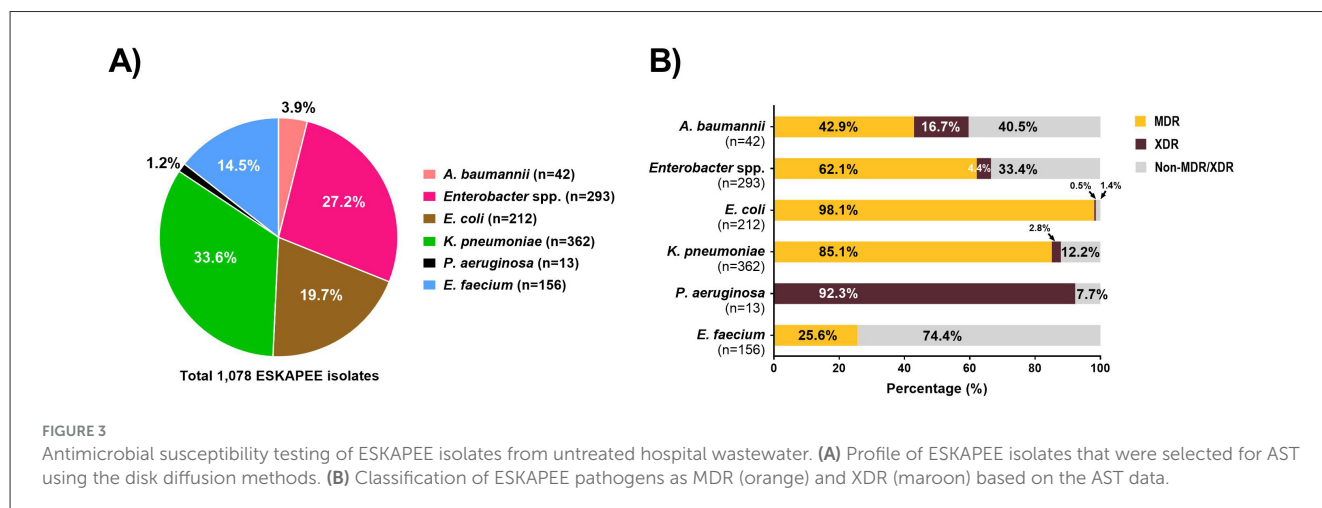 A)
3.9%
1.2%
14.5%
27.2%
33.6%
19.7%
A. baumannii (n=42)
Enterobacter spp. (n=293)
E. coli (n=212)
K. pneumoniae (n=362)
P. aeruginosa (n=13)
E. faecium (n=156)
Total 1,078 ESKAPEE isolates
B)
A. baumannii
(n=42)
42.9% 16.7% 40.5%
Enterobacter spp.
(n=293)
62.1% 4.4% 33.4%
0.5% 1.4%
E. coli
(n=212)
98.1%
2.8%
K. pneumoniae
(n=362)
85.1% 12.2%
P. aeruginosa
(n=13)
92.3% 7.7%
E. faecium
(n=156)
25.6% 74.4%
0 20 40 60 80 100
Percentage (%)
MDR
XDR
Non-MDR/XDR
FIGURE 3
Antimicrobial susceptibility testing of ESKAPEE isolates from untreated hospital wastewater. (A) Profile of ESKAPEE isolates that were selected for AST
using the disk diffusion methods. (B) Classification of ESKAPEE pathogens as MDR (orange) and XDR (maroon) based on the AST data.